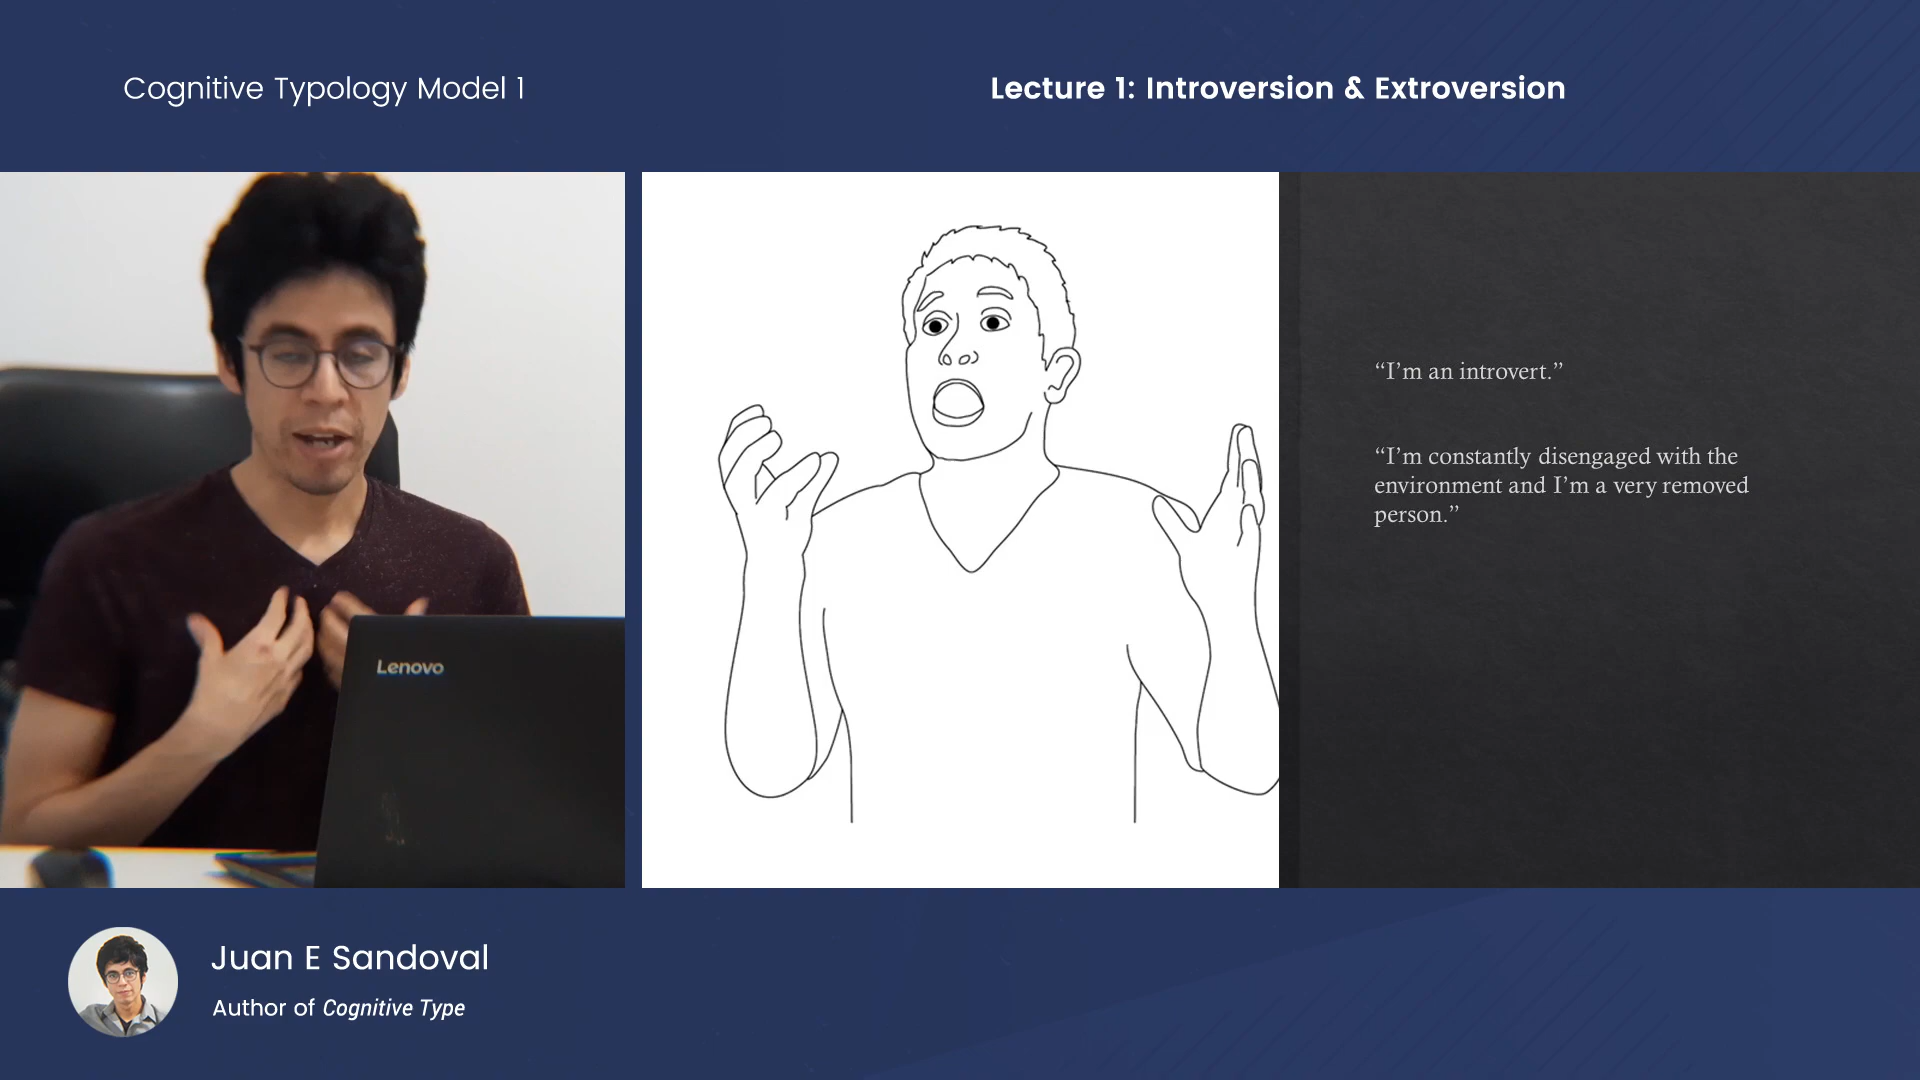 Cognitive Typology Model 1
Lecture 1: Introversion & Extroversion
Lenovo
“I’m an introvert.”
“I’m constantly disengaged with the
environment and I’m a very removed
person.”
Juan E Sandoval
Author of Cognitive Type